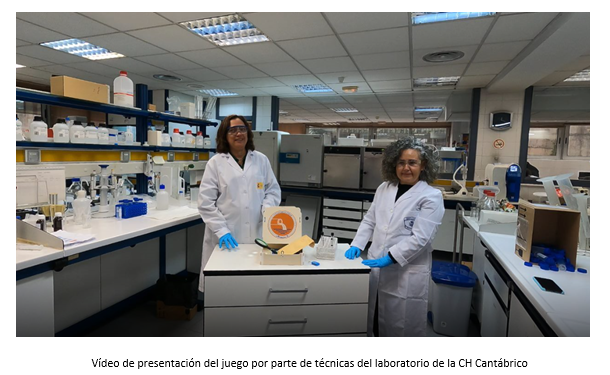 Vídeo de presentación del juego por parte de técnicas del laboratorio de la CH Cantábrico